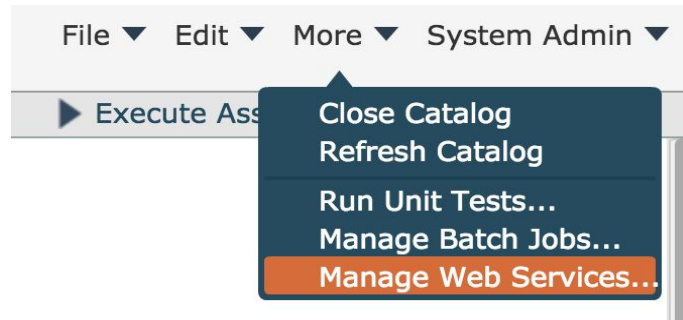 File Edit More System Admin
Execute Ass
Close Catalog
Refresh Catalog
Run Unit Tests...
Manage Batch Jobs...
Manage Web Services...